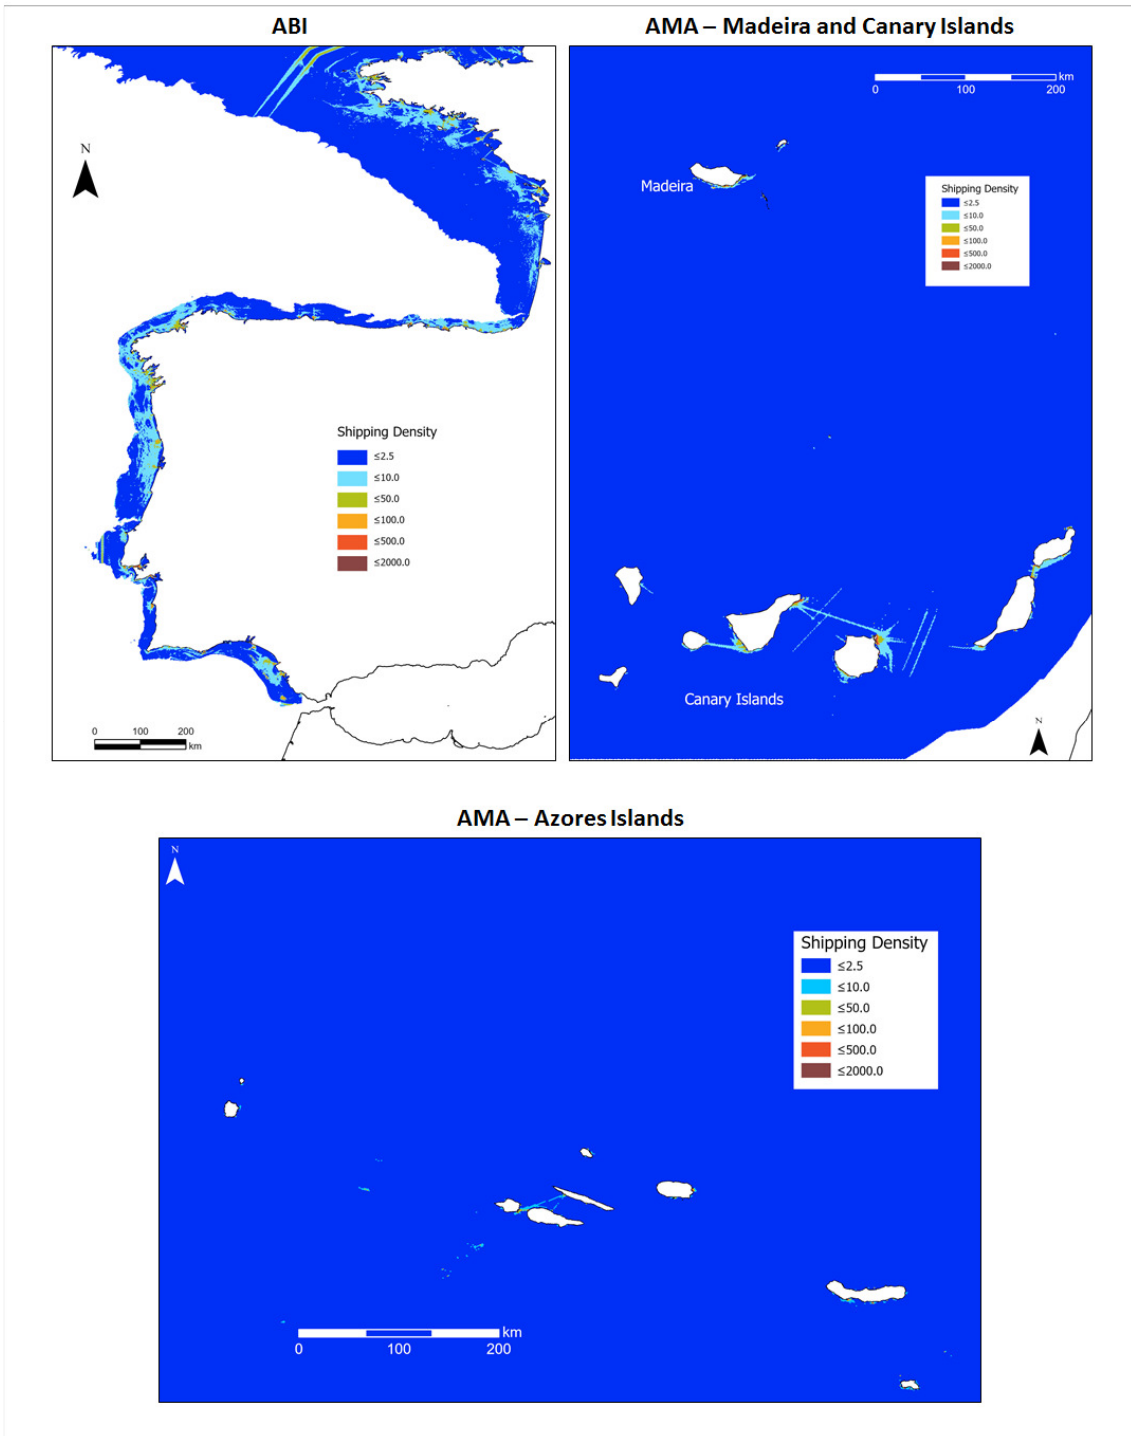 ABI
N
Shipping Density
≤2.5
≤10.0
≤50.0
≤100.0
≤500.0
≤2000.0
0 100 200
km
AMA – Madeira and Canary Islands
km
0 100 200
Madeira
Shipping Density
≤2.5
≤10.0
≤50.0
≤100.0
≤500.0
≤2000.0
Canary Islands
N
AMA – Azores Islands
N
Shipping Density
≤2.5
≤10.0
≤50.0
≤100.0
≤500.0
≤2000.0
km
0 100 200